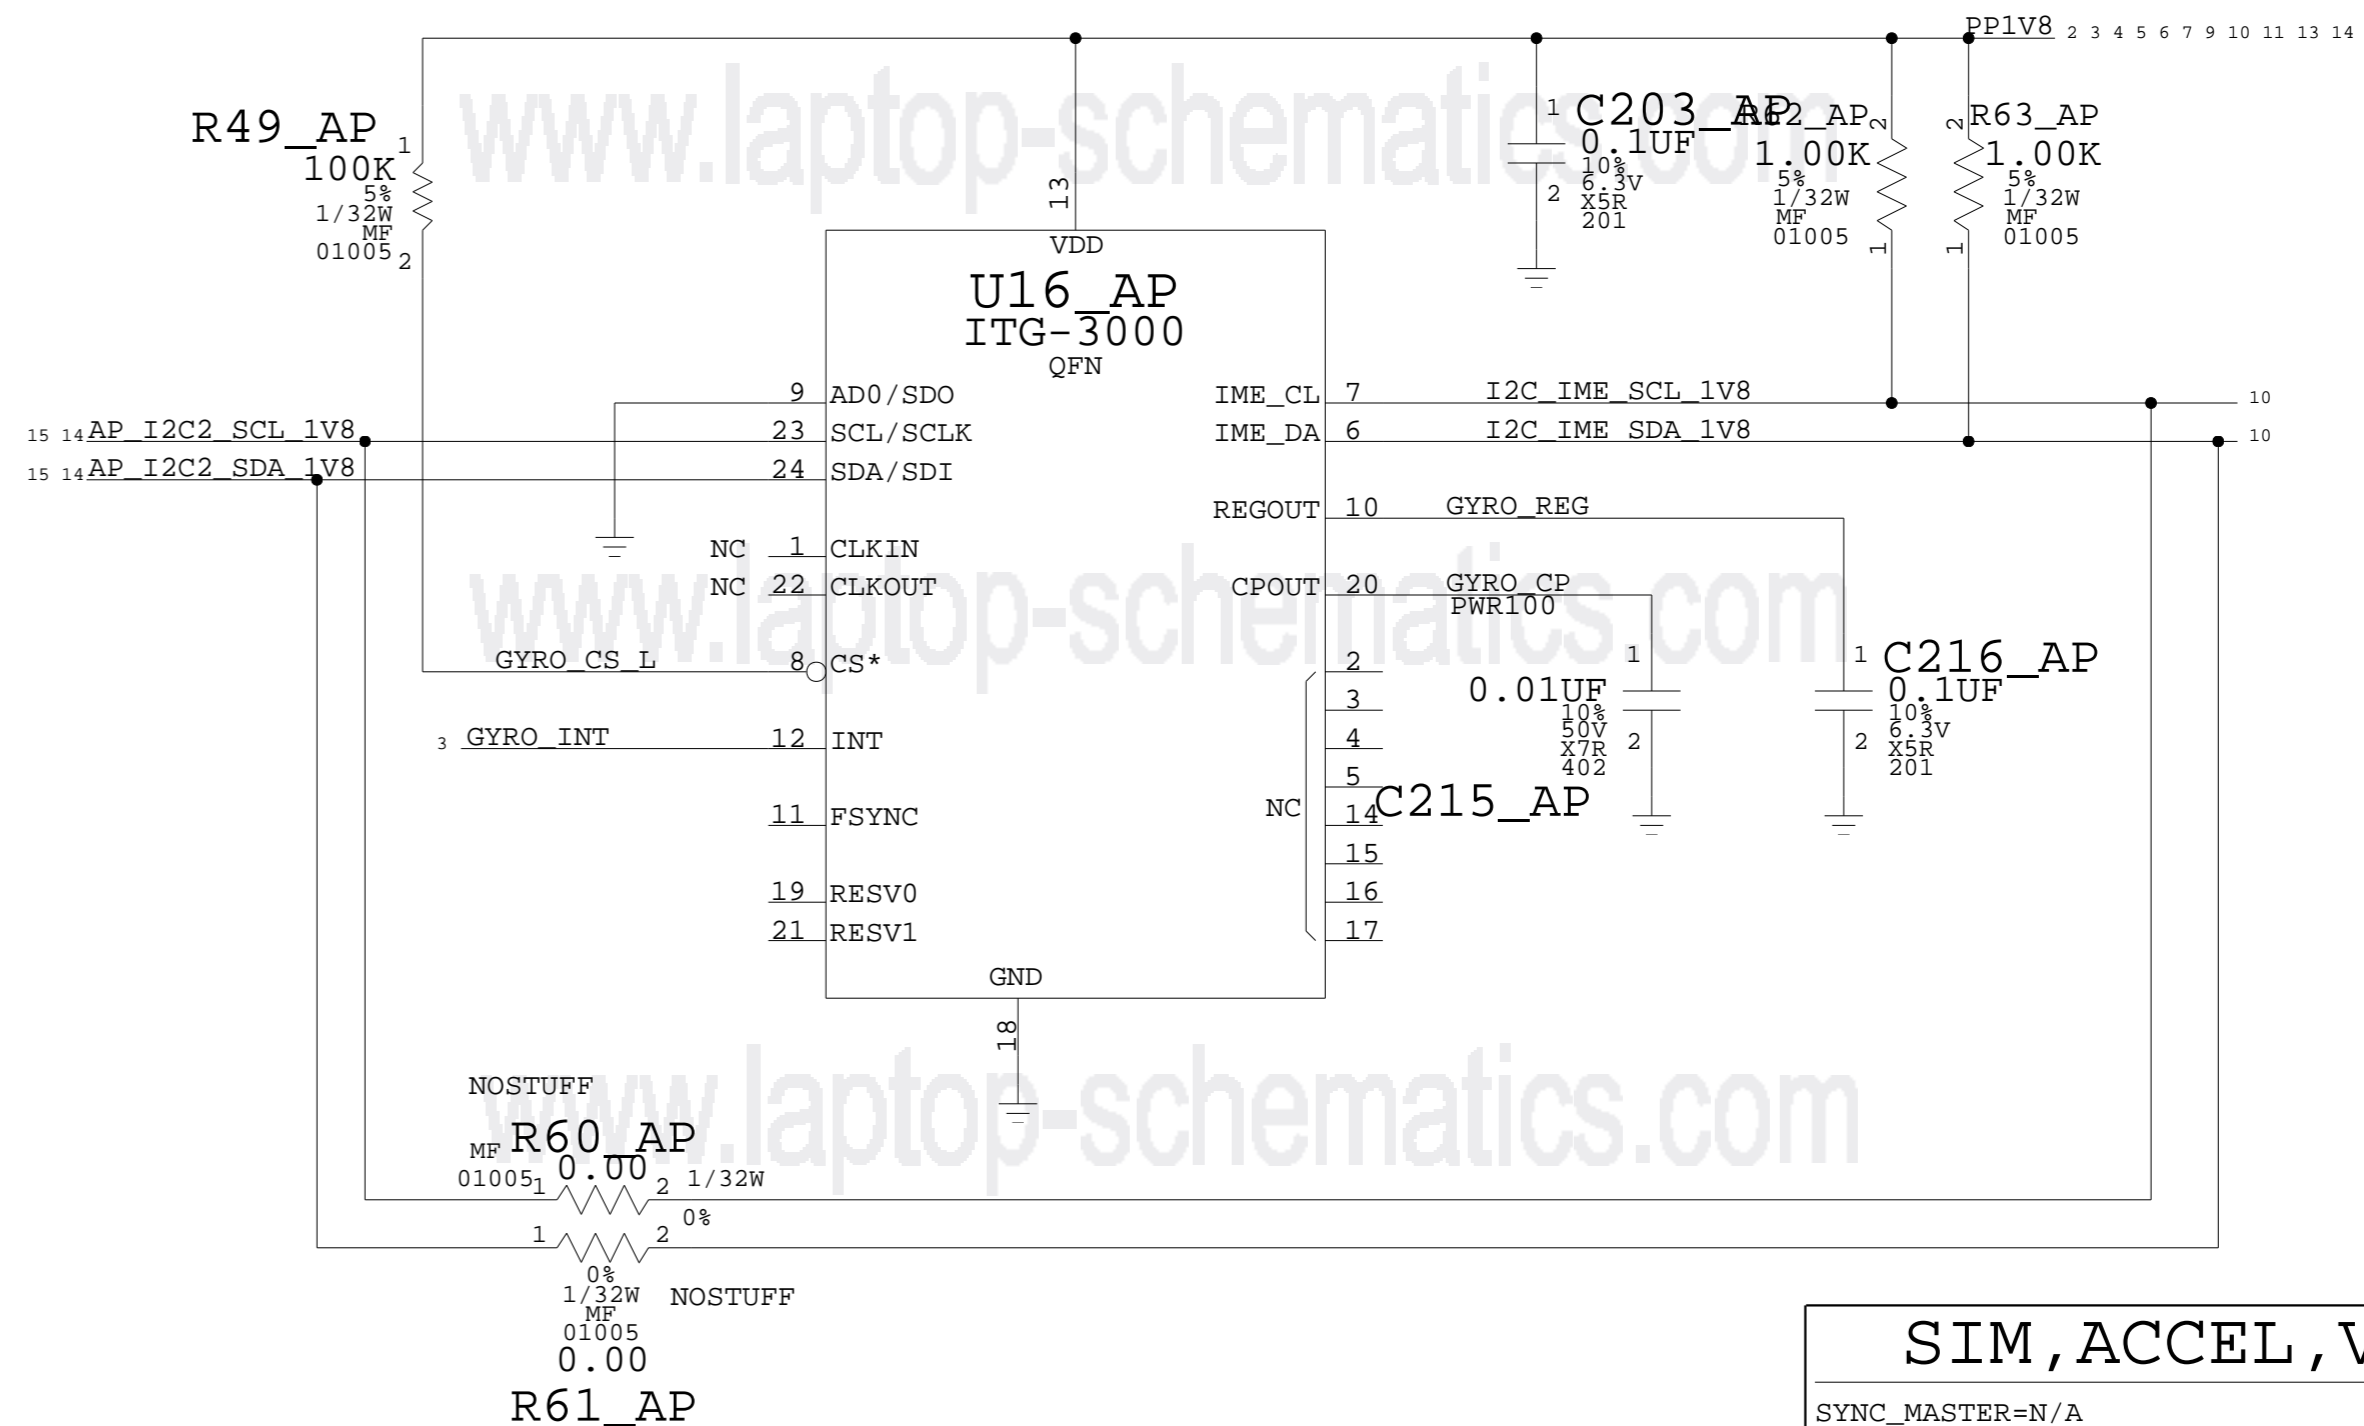 PP1V8 2 3 4 5 6 7 9 10 11 13 14
www.laptop-schematics.com
R49_AP
1
100K
5%
1/32W
MF
01005
2
13
1
C203_AP
0.1UF
10%
6.3V
X5R
201
2
R62_AP
2
1.00K
5%
1/32W
MF
01005
1
2
R63_AP
1.00K
5%
1/32W
MF
01005
1
VDD
U16_AP
ITG-3000
QFN
9 AD0/SDO
15 14 AP_I2C2_SCL_1V8
23 SCL/SCLK
15 14 AP_I2C2_SDA_1V8
24 SDA/SDI
IME_CL 7 I2C_IME_SCL_1V8 10
IME_DA 6 I2C_IME SDA_1V8 10
REGOUT 10 GYRO_REG
NC 1 CLKIN
NC 22 CLKOUT
CPOUT 20 GYRO_CP
PWR100
www.laptop-schematics.com
GYRO_CS_L 8 CS*
3 GYRO_INT 12 INT
11 FSYNC
19 RESV0
21 RESV1
NC
2
3
4
5
14
15
16
17
1
0.01UF
10%
50V
X7R
402
2
C215_AP
1
C216_AP
0.1UF
10%
6.3V
X5R
201
2
GND
18
www.laptop-schematics.com
NOSTUFF
R60_AP
MF
01005
0.00
1
2
1/32W
0%
1
2
0%
1/32W
NOSTUFF
MF
01005
0.00
R61_AP
SIM,ACCEL,
SYNC_MASTER=N/A